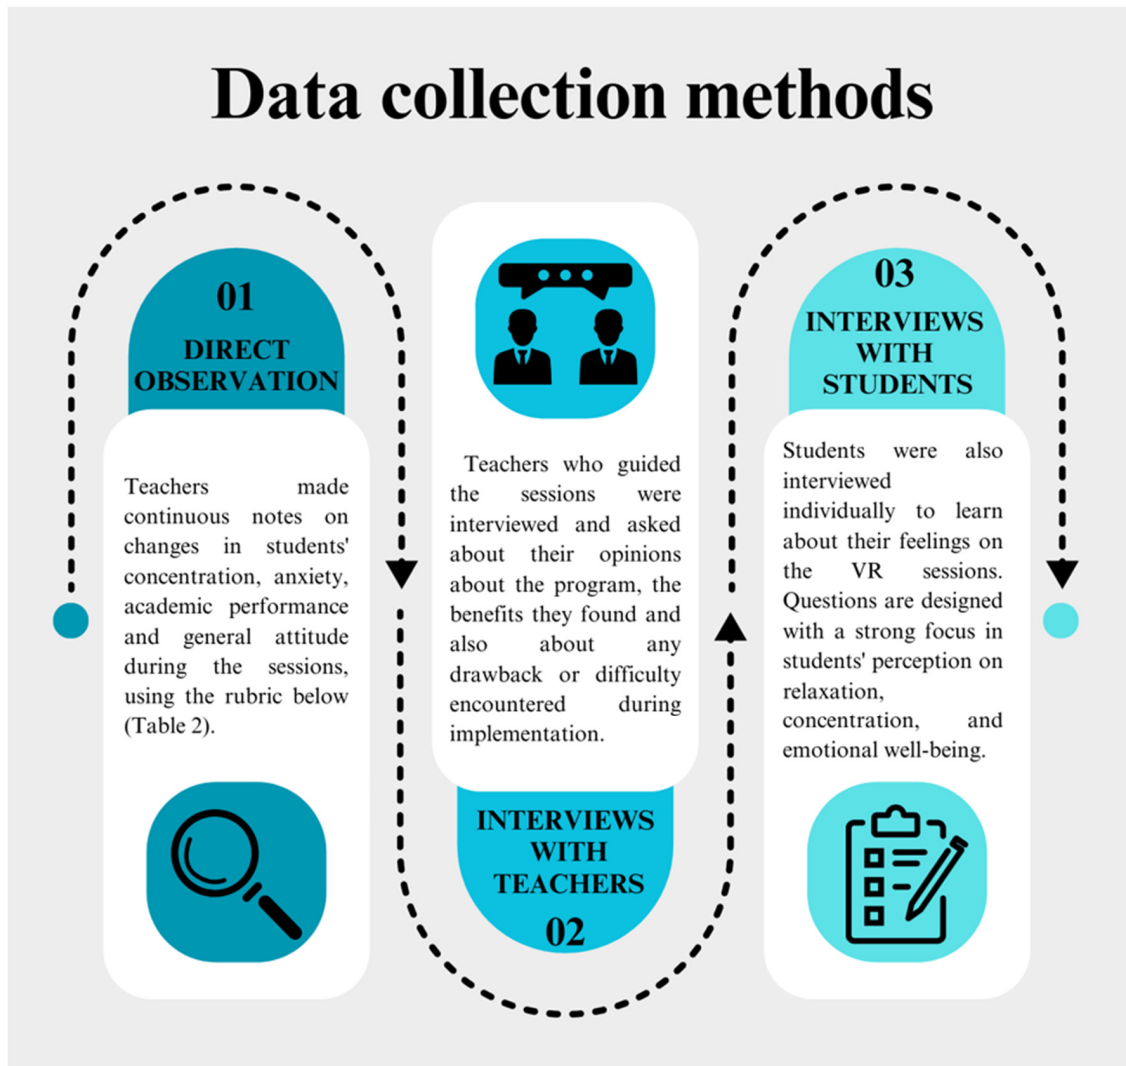 Data collection methods
01
DIRECT
OBSERVATION
Teachers made
continuous notes on
changes in students'
concentration, anxiety,
academic performance
and general attitude
during the sessions,
using the rubric below
(Table 2).
Teachers who guided
the sessions were
interviewed and asked
about their opinions
about the program, the
benefits they found and
also about any
drawback or difficulty
encountered during
implementation.
INTERVIEWS
WITH
TEACHERS
02
03
INTERVIEWS
WITH
STUDENTS
Students were also
interviewed
individually to learn
about their feelings on
the VR sessions.
Questions are designed
with a strong focus in
students' perception on
relaxation,
concentration, and
emotional well-being.